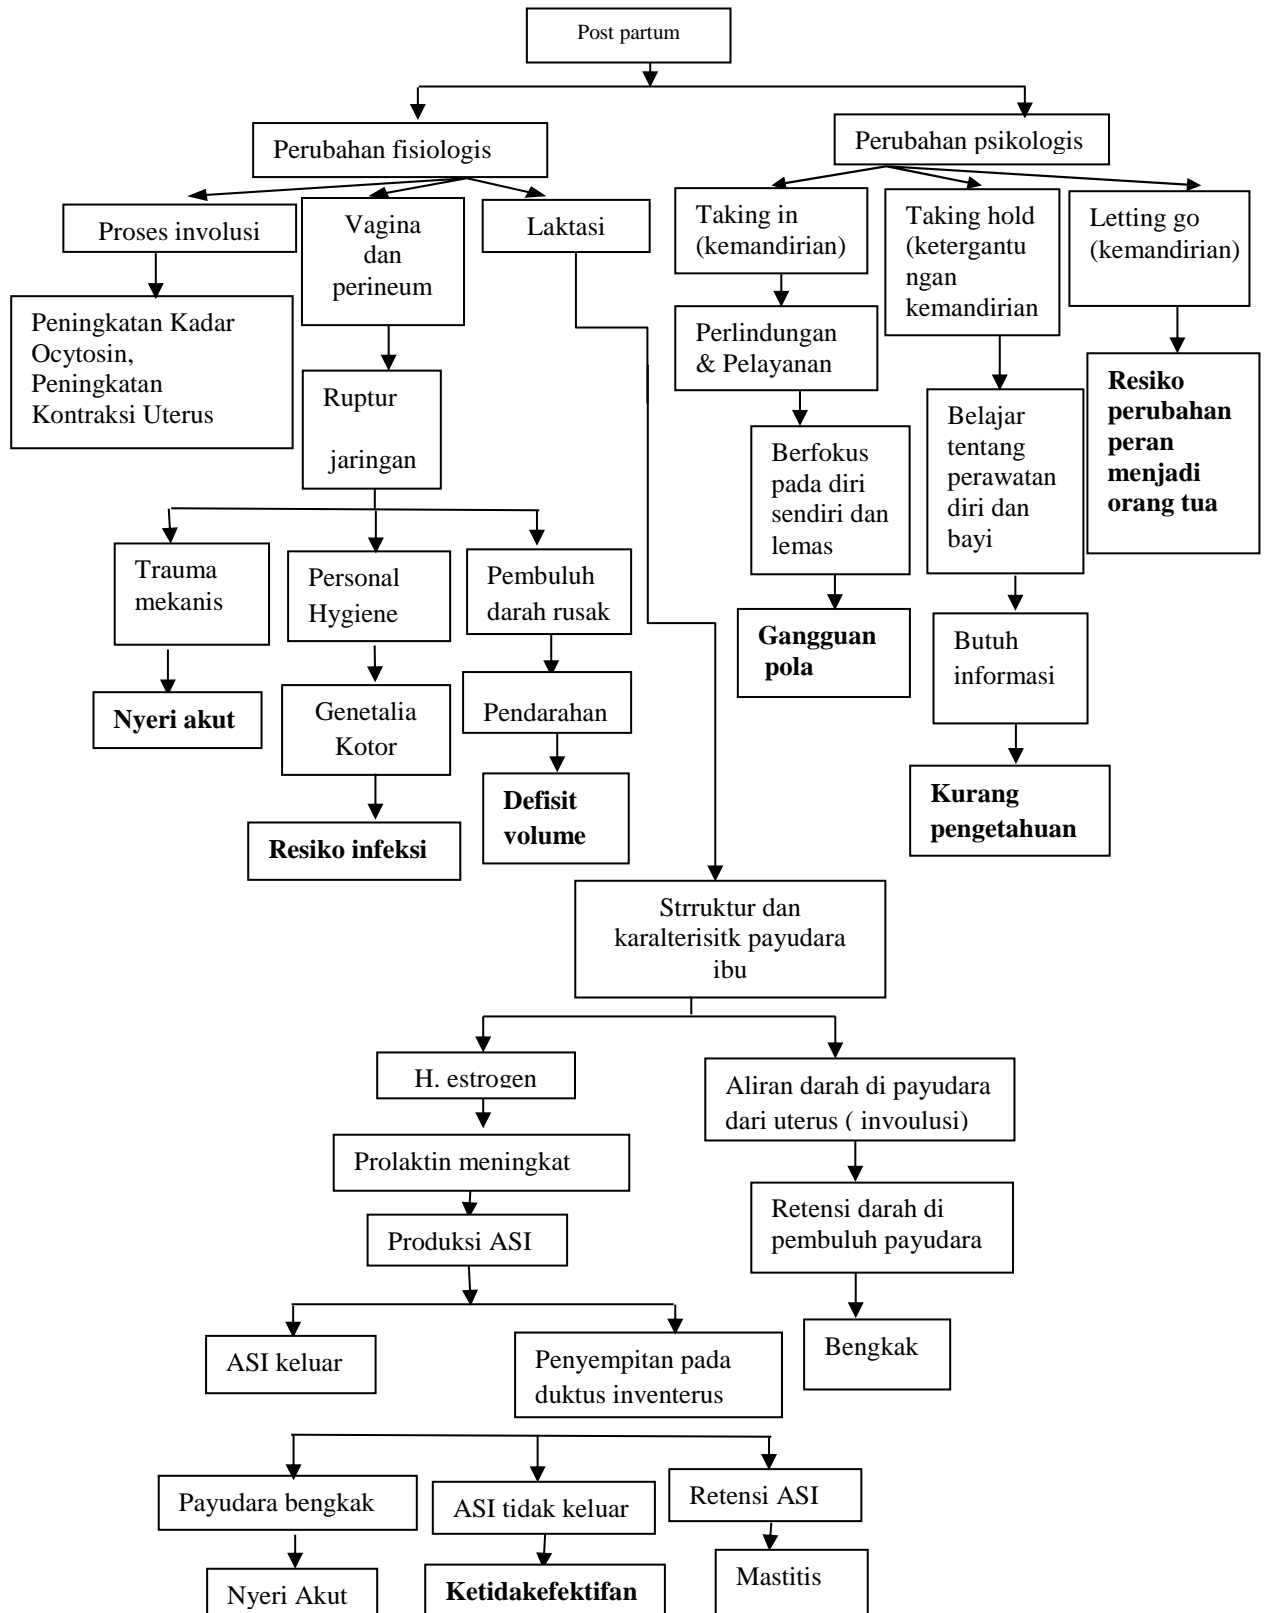 Post partum
Perubahan fisiologis
Perubahan psikologis
Proses involusi
Vagina
dan
perineum
Laktasi
Taking in
(kemandirian)
Taking hold
(ketergantu
ngan
kemandirian
Letting go
(kemandirian)
Peningkatan Kadar
Ocytosin,
Peningkatan
Kontraksi Uterus
Ruptur
jaringan
Perlindungan
& Pelayanan
Resiko
perubahan
peran
menjadi
orang tua
Berfokus
pada diri
sendiri dan
lemas
Belajar
tentang
perawatan
diri dan
bayi
Trauma
mekanis
Personal
Hygiene
Pembuluh
darah rusak
Gangguan
pola
Butuh
informasi
Nyeri akut
Genetalia
Kotor
Pendarahan
Resiko infeksi
Defisit
volume
Kurang
pengetahuan
Strruktur dan
karalterisitk payudara
ibu
H. estrogen
Aliran darah di payudara
dari uterus ( invoulusi)
Prolaktin meningkat
Retensi darah di
pembuluh payudara
Produksi ASI
Bengkak
ASI keluar
Penyempitan pada
duktus inventerus
Payudara bengkak
ASI tidak keluar
Retensi ASI
Nyeri Akut
Ketidakefektifan
Mastitis